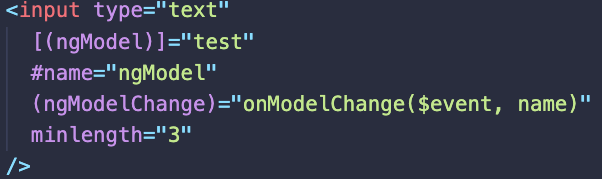 <input type="text"
[(ngModel)]="test"
#name="ngModel"
(ngModelChange)="onModelChange($event, name)"
minlength="3"
/>